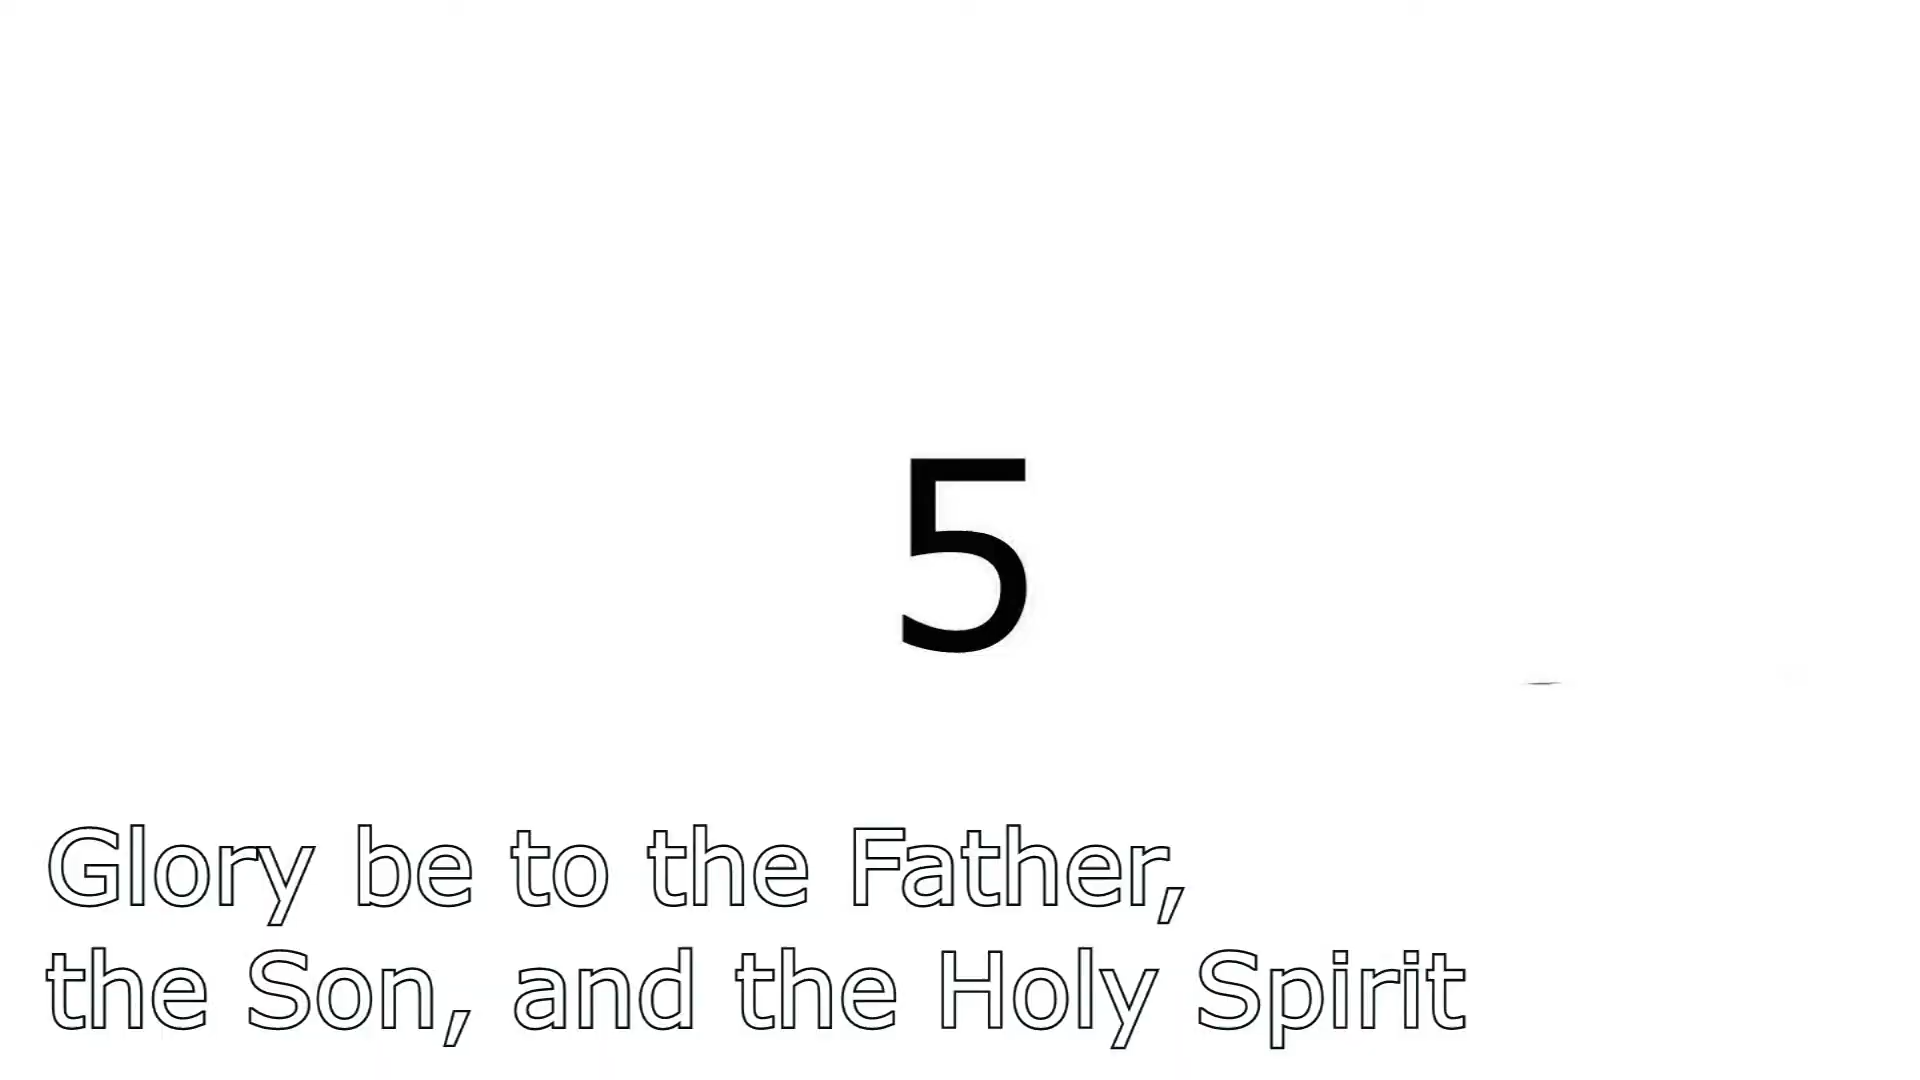 5
Glory be to the Father,
the Son, and the Holy Spirit